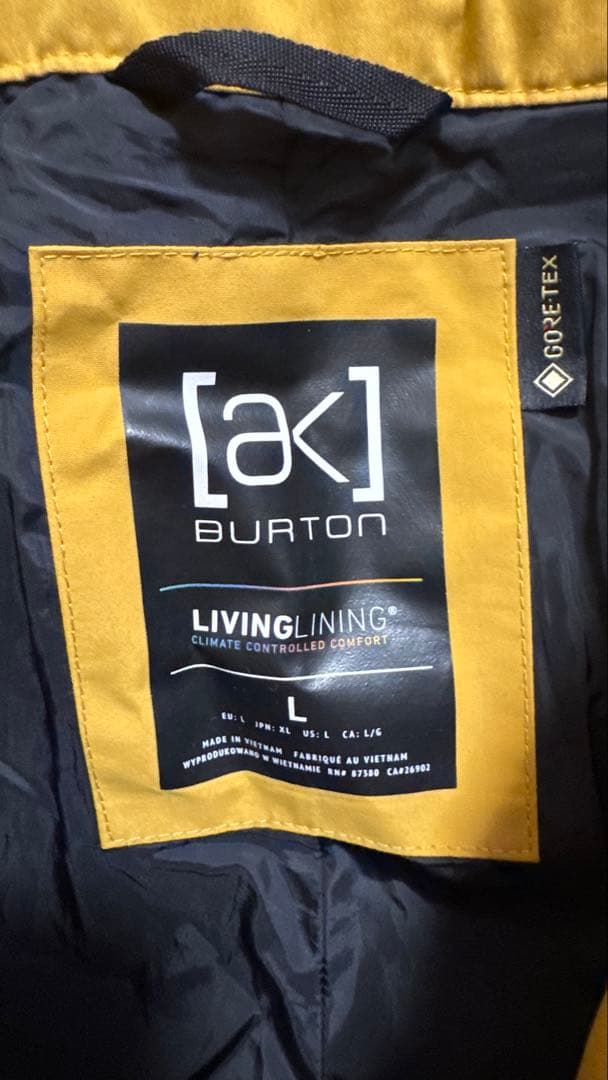 GORE-TEX
[ak]
BURTON
LIVINGLINING®
CLIMATE CONTROLLED COMFORT
L
EU: L JPN: XL US: L CA: L/G
MADE IN VIETNAM FABRIQUÉ AU VIETNAM
WYPRODUKOWANO W WIETNAMIE RN# 87580 CA#26902